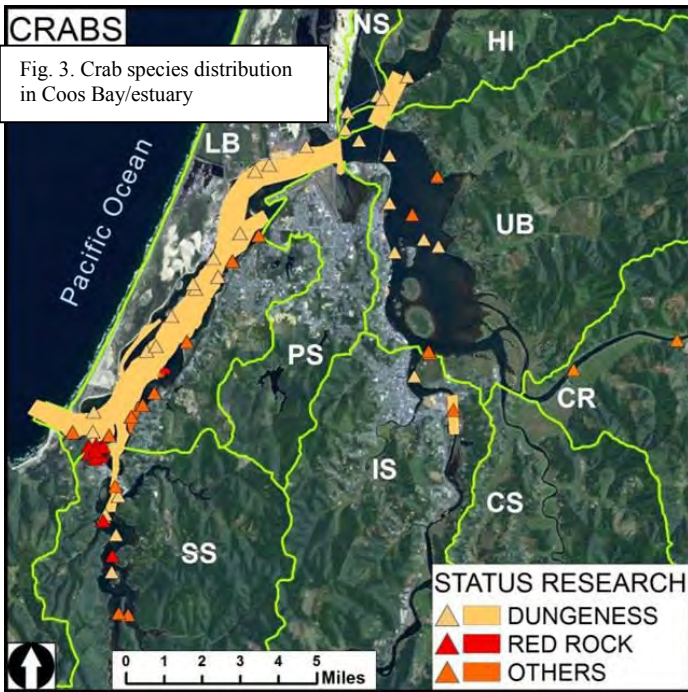 CRABS
Fig. 3. Crab species distribution
in Coos Bay/estuary
NS
HI
LB
Pacific Ocean
UB
PS
CR
IS
CS
SS
STATUS RESEARCH
DUNGENESS
RED ROCK
OTHERS
0 1 2 3 4 5
Miles